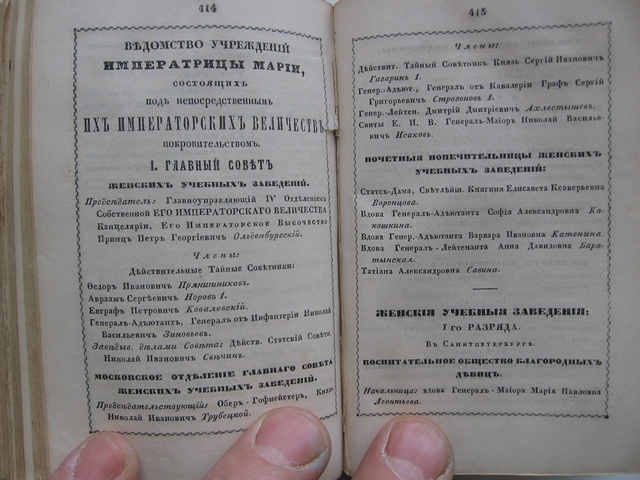 414
ВѢДОМСТВО УЧРЕЖДЕНІЙ
ИМПЕРАТРИЦЫ МАРІИ,
СОСТОЯЩИХЪ
ПОДЪ НЕПОСРЕДСТВЕННЫМЪ
ИХЪ ИМПЕРАТОРСКИХЪ ВЕЛИЧЕСТВЪ
ПОКРОВИТЕЛЬСТВОМЪ.
I. ГЛАВНЫЙ СОВѢТЪ
ЖЕНСКИХЪ УЧЕБНЫХЪ ЗАВЕДЕНІЙ.
Предсѣдатель: Главноуправляющій IV Отдѣленіемъ
Собственной ЕГО ИМПЕРАТОРСКАГО ВЕЛИЧЕСТВА
Канцеляріи, Его Императорское Высочество
Принцъ Петръ Георгіевичъ Ольденбургскій.
Члены:
Дѣйствительные Тайные Совѣтники:
Ѳедоръ Ивановичъ Прянишниковъ.
Авраамъ Сергѣевичъ Норовъ 1.
Евграфъ Петровичъ Ковалевскій.
Генералъ-Адъютантъ, Генералъ отъ Инфантеріи Николай
Васильевичъ Зиновьевъ.
Завѣдыв. дѣлами Совѣта: Дѣйств. Статскій Совѣтн.
Николай Ивановичъ Свѣчинъ.
МОСКОВСКОЕ ОТДѢЛЕНІЕ ГЛАВНАГО СОВѢТА
ЖЕНСКИХЪ УЧЕБНЫХЪ ЗАВЕДЕНІЙ.
Предсѣдательствующій: Оберъ-Гофмейстеръ, Князь
Николай Ивановичъ Трубецкой.
415
Члены:
Дѣйствит. Тайный Совѣтникъ Князь Сергій Ивановичъ
Гагаринъ 1.
Генер.-Адъют., Генералъ отъ Кавалеріи Графъ Сергій
Григорьевичъ Строгоновъ 1.
Генер.-Лейтен. Дмитрій Дмитріевичъ Ахлестышевъ.
Свиты Е. И. В. Генералъ-Маіоръ Николай Василье-
вичъ Исаковъ.
ПОЧЕТНЫЯ ПОПЕЧИТЕЛЬНИЦЫ ЖЕНСКИХЪ
УЧЕБНЫХЪ ЗАВЕДЕНІЙ:
Статсъ-Дама, Свѣтлѣйш. Княгиня Елисавета Ксаверьевна
Воронцова.
Вдова Генералъ-Адъютанта Софія Александровна Ко-
кошкина.
Вдова Генер.-Адъютанта Варвара Ивановна Катенина.
Вдова Генералъ-Лейтенанта Анна Давидовна Бара-
тынская.
Татіана Александровна Савина.
ЖЕНСКІЯ УЧЕБНЫЯ ЗАВЕДЕНІЯ:
I-го РАЗРЯДА.
Въ Санктпетербургѣ.
ВОСПИТАТЕЛЬНОЕ ОБЩЕСТВО БЛАГОРОДНЫХЪ
ДѢВИЦЪ.
Начальница: вдова Генералъ-Маіора Марія Павловна
Леонтьева.